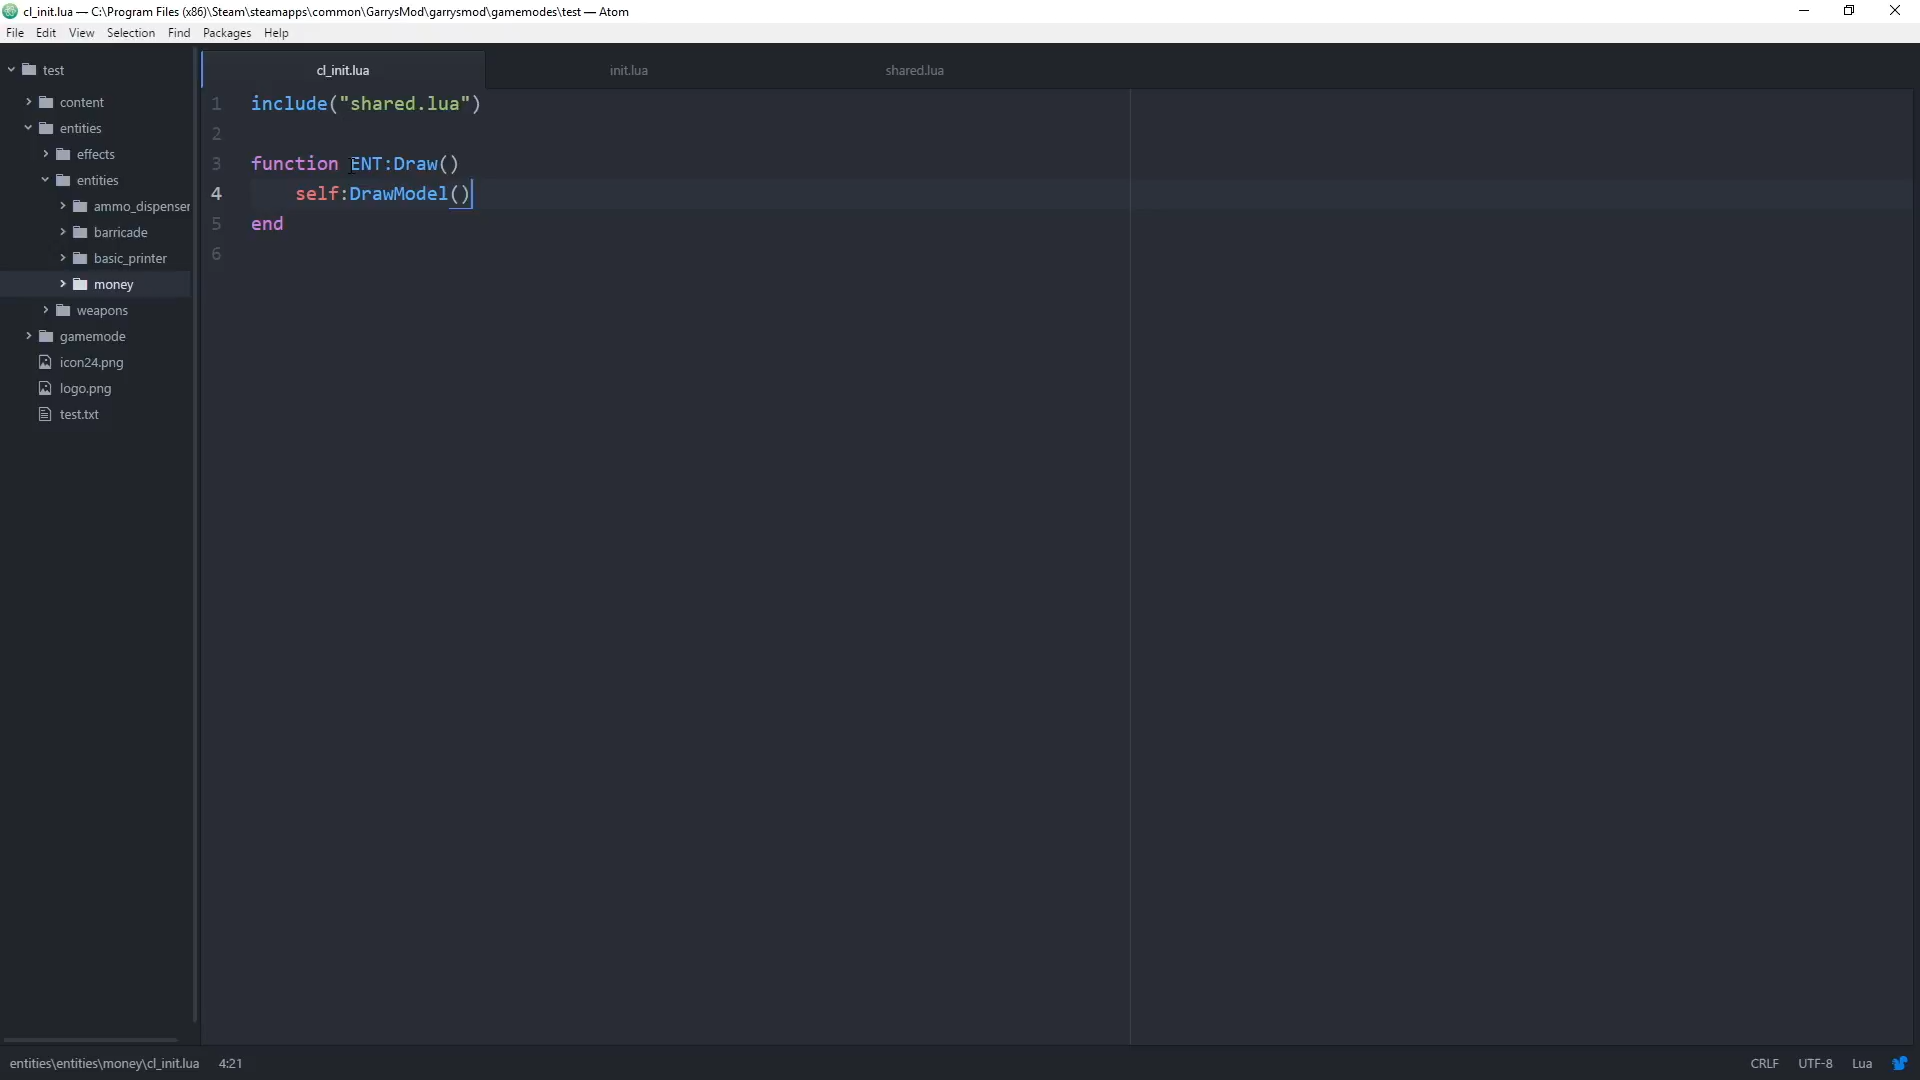 cl_init.lua — C:\Program Files (x86)\Steam\steamapps\common\GarrysMod\garrysmod\gamemodes\test — Atom
File Edit View Selection Find Packages Help
test
content
entities
effects
entities
ammo_dispenser
barricade
basic_printer
money
weapons
gamemode
icon24.png
logo.png
test.txt
cl_init.lua init.lua shared.lua
1 include("shared.lua")
2
3 function ENT:Draw()
4 self:DrawModel()
5 end
6
entities\entities\money\cl_init.lua 4:21
CRLF UTF-8 Lua